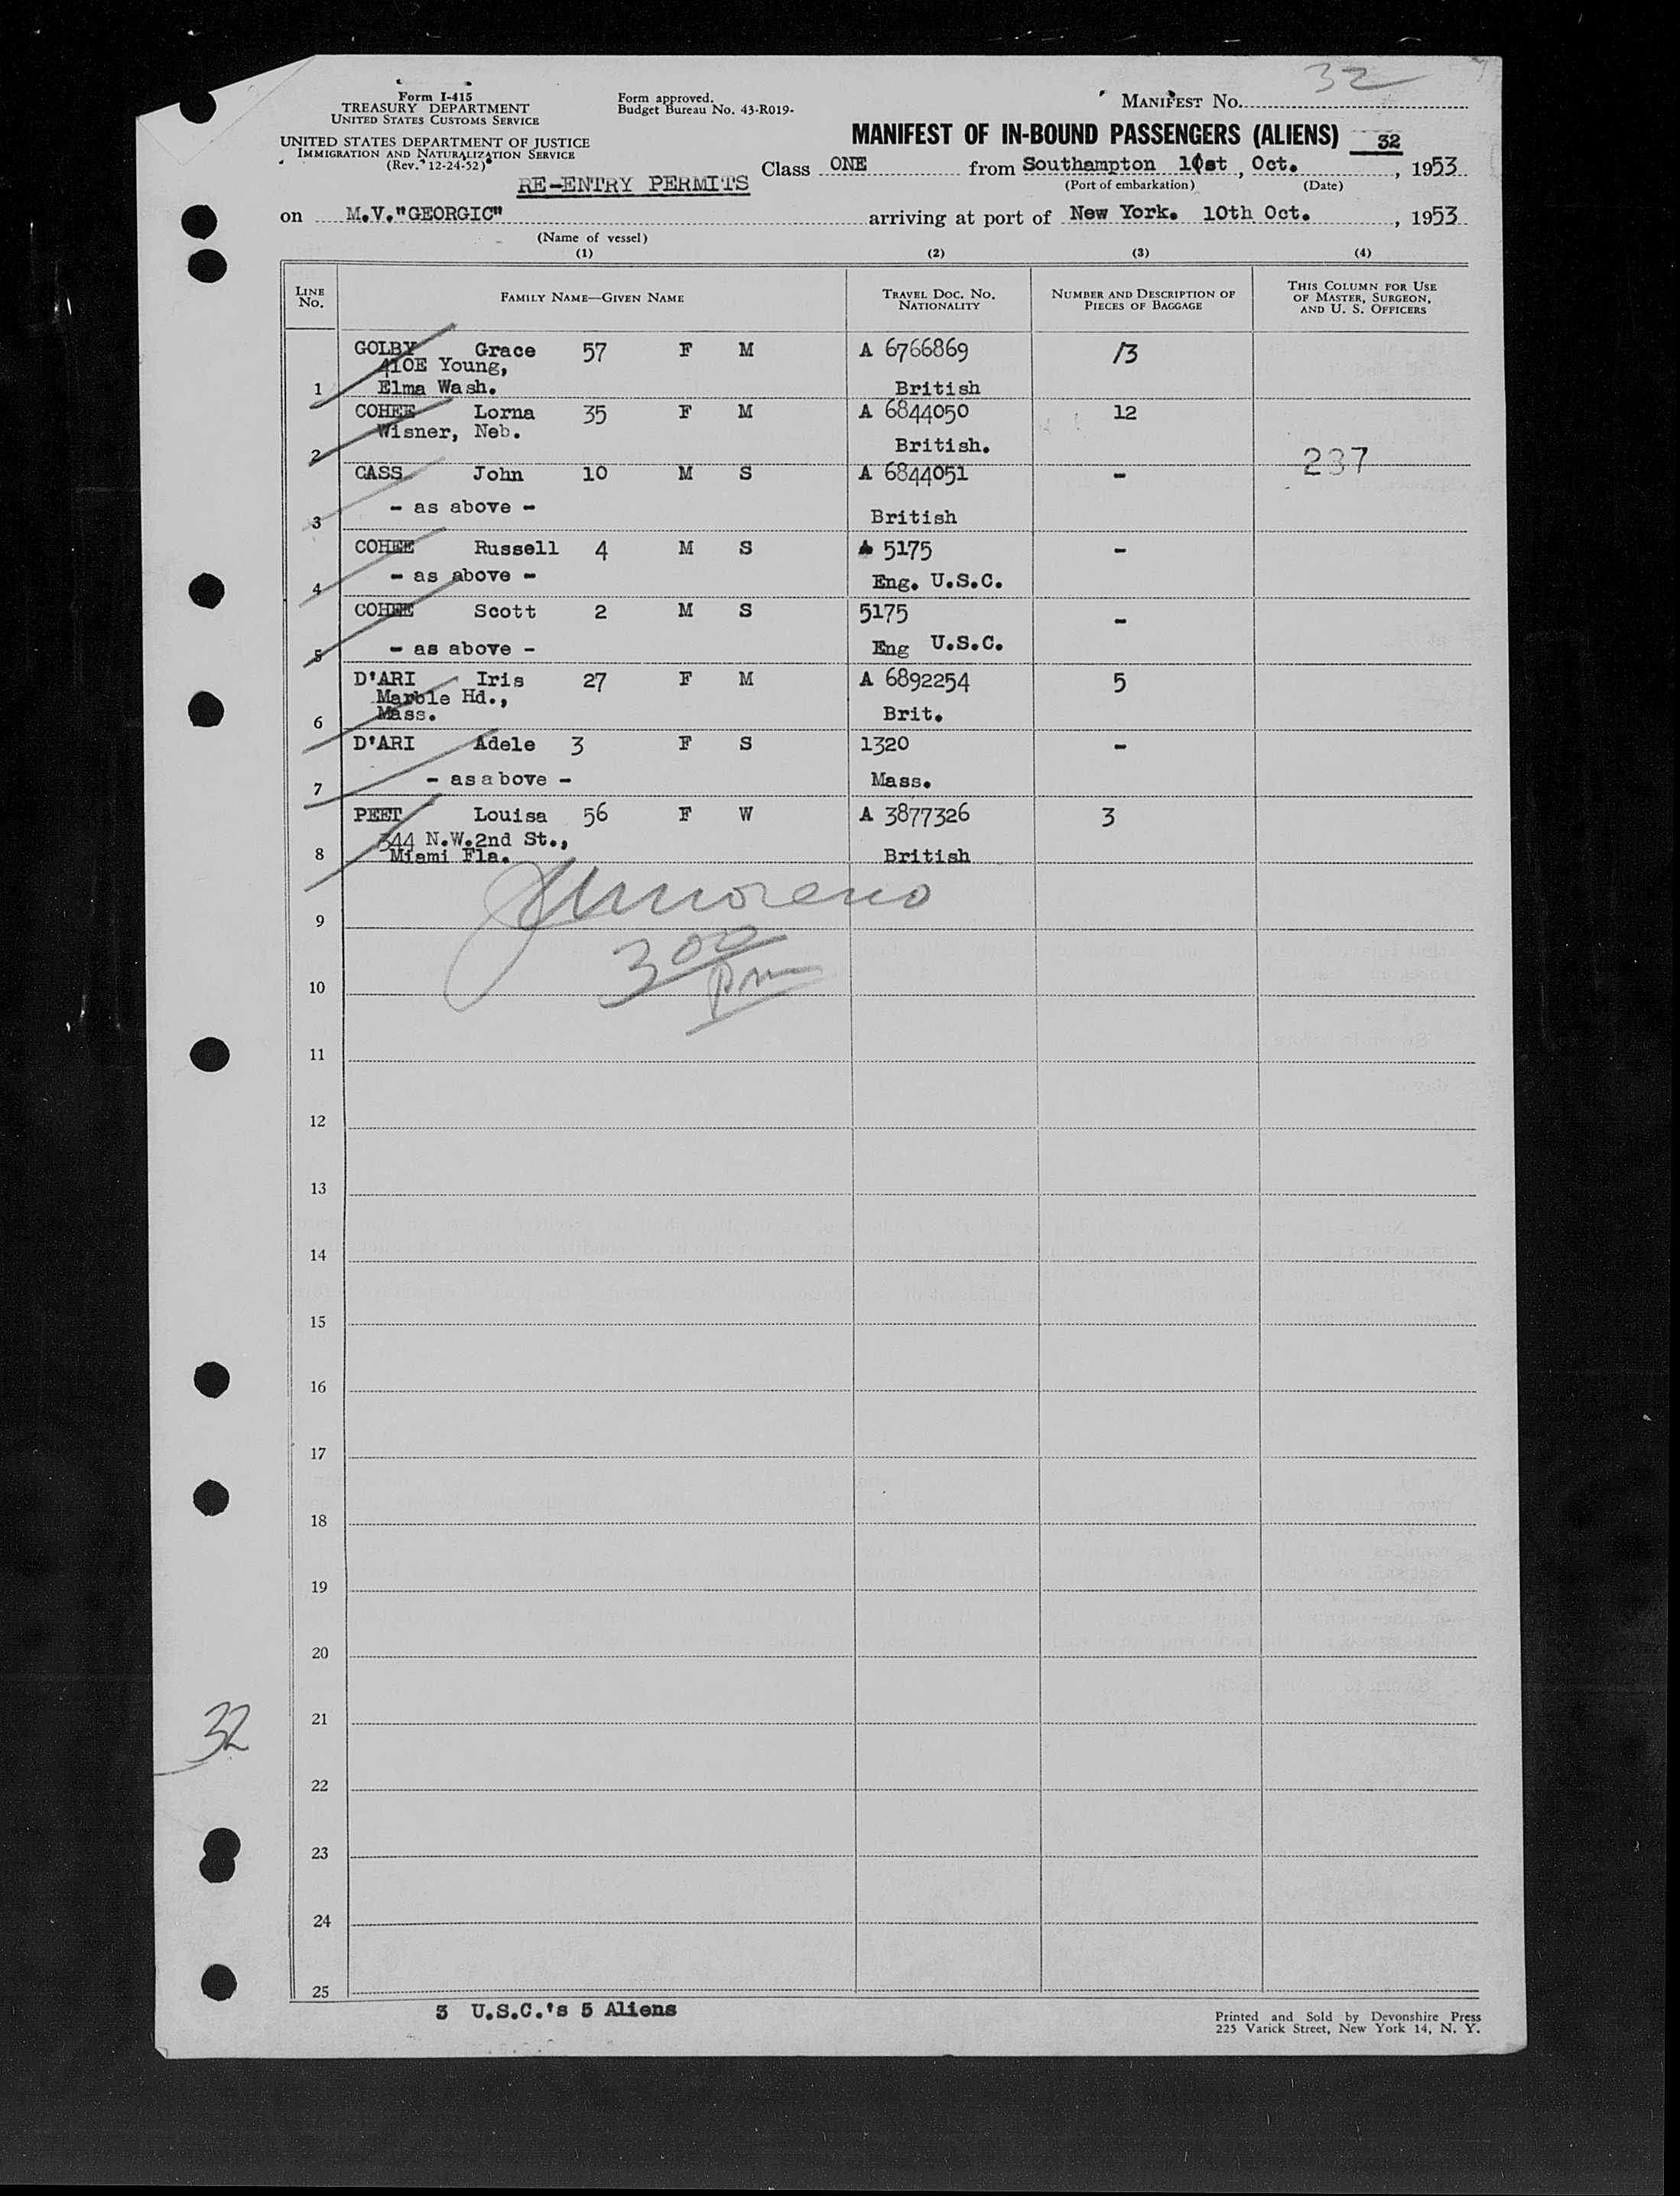 32
Form I-415
TREASURY DEPARTMENT
UNITED STATES CUSTOMS SERVICE
UNITED STATES DEPARTMENT OF JUSTICE
IMMIGRATION AND NATURALIZATION SERVICE
(Rev. 12-24-52)
Form approved.
Budget Bureau No. 43-R019-
MANIFEST No.
MANIFEST OF IN-BOUND PASSENGERS (ALIENS) 32
RE-ENTRY PERMITS
Class ONE from Southampton 1st, Oct., 1953
(Port of embarkation) (Date)
on M.V."GEORGIC" arriving at port of New York. 10th Oct., 1953
(Name of vessel)
(1) (2) (3) (4)
LINE No. FAMILY NAME—GIVEN NAME TRAVEL DOC. NO. NATIONALITY NUMBER AND DESCRIPTION OF PIECES OF BAGGAGE THIS COLUMN FOR USE OF MASTER, SURGEON, AND U. S. OFFICERS
GOLBY Grace 57 F M A 6766869 13
410E Young,
1 Elma Wash. British
COHEE Lorna 35 F M A 6844050 12
Wisner, Neb.
2 British.
237
CASS John 10 M S A 6844051 -
- as above -
3 British
COHEE Russell 4 M S 5175 -
- as above -
4 Eng. U.S.C.
COHEE Scott 2 M S 5175 -
5 - as above - Eng U.S.C.
D'ARI Iris 27 F M A 6892254 5
Marble Hd.,
6 Mass. Brit.
D'ARI Adele 3 F S 1320 -
7 - as above - Mass.
PEET Louisa 56 F W A 3877326 3
344 N.W.2nd St.,
8 Miami Fla. British
9
3 00
pm
10
11
12
13
14
15
16
17
18
19
20
21
32
22
23
24
25
3 U.S.C.'s 5 Aliens
Printed and Sold by Devonshire Press
225 Varick Street, New York 14, N. Y.